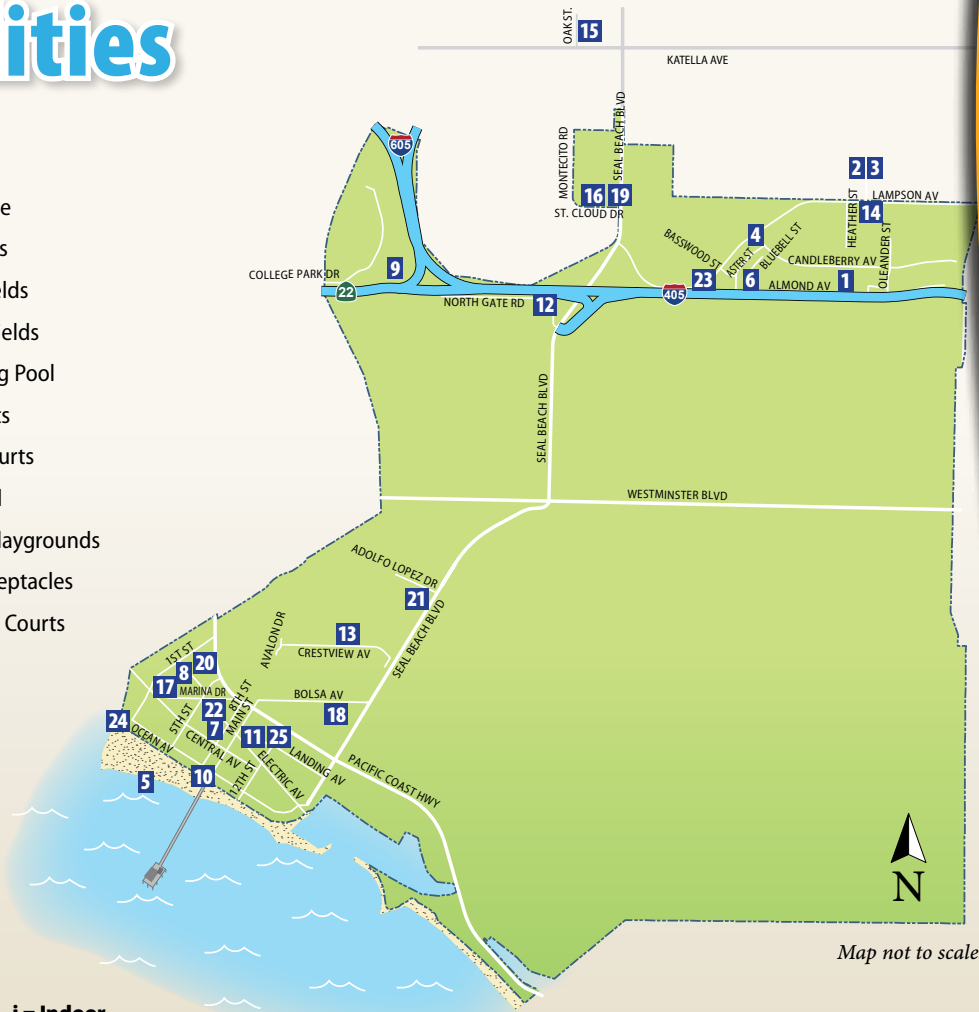 ities
e
s
elds
ields
g Pool
ts
urts
l
laygrounds
eptacles
Courts
i = Indoor
OAK ST.
15
KATELLA AVE
SEAL BEACH BLVD
MONTECITO RD
605
16 19
ST. CLOUD DR
2 3
LAMPSON AV
HEATHER ST
14
OLEANDER ST
4
BASSWOOD ST
ASTER ST
BLUEBELL ST
CANDLEBERRY AV
COLLEGE PARK DR
9
23
6
ALMOND AV
1
22
405
NORTH GATE RD
12
SEAL BEACH BLVD
WESTMINSTER BLVD
ADOLFO LOPEZ DR
21
SEAL BEACH BLVD
AVALON DR
13
CRESTVIEW AV
1ST ST
20
8
17
MARINA DR
8TH ST
MAIN ST
BOLSA AV
18
22
7
5TH ST
24
OCEAN AV
CENTRAL AV
11 25
LANDING AV
ELECTRIC AV
12TH ST
PACIFIC COAST HWY
5
10
N
Map not to scale